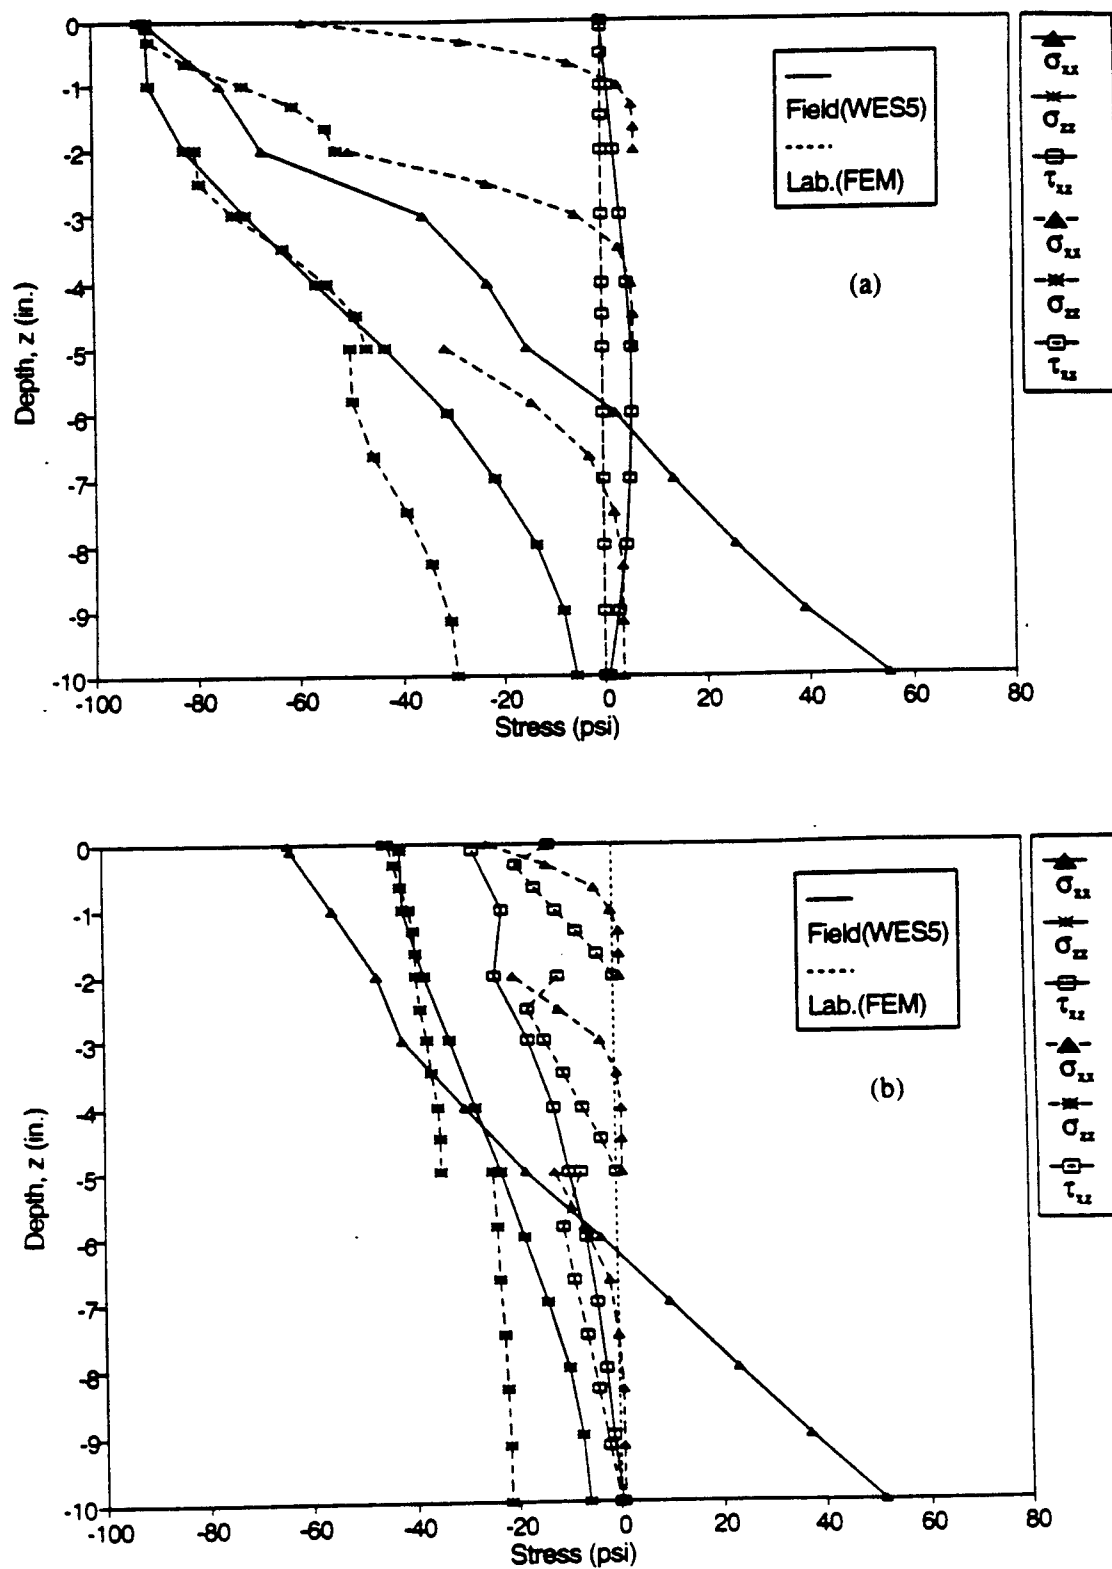 0
-1
-2
-3
-4
-5
-6
-7
-8
-9
-10
Depth, z (in.)
-100 -80 -60 -40 -20 0 20 40 60 80
Stress (psi)
Field(WES5)
Lab.(FEM)
(a)
σxx
σzz
τxz
σxx
σzz
τxz
0
-1
-2
-3
-4
-5
-6
-7
-8
-9
-10
Depth, z (in.)
-100 -80 -60 -40 -20 0 20 40 60 80
Stress (psi)
Field(WES5)
Lab.(FEM)
(b)
σxx
σzz
τxz
σxx
σzz
τxz